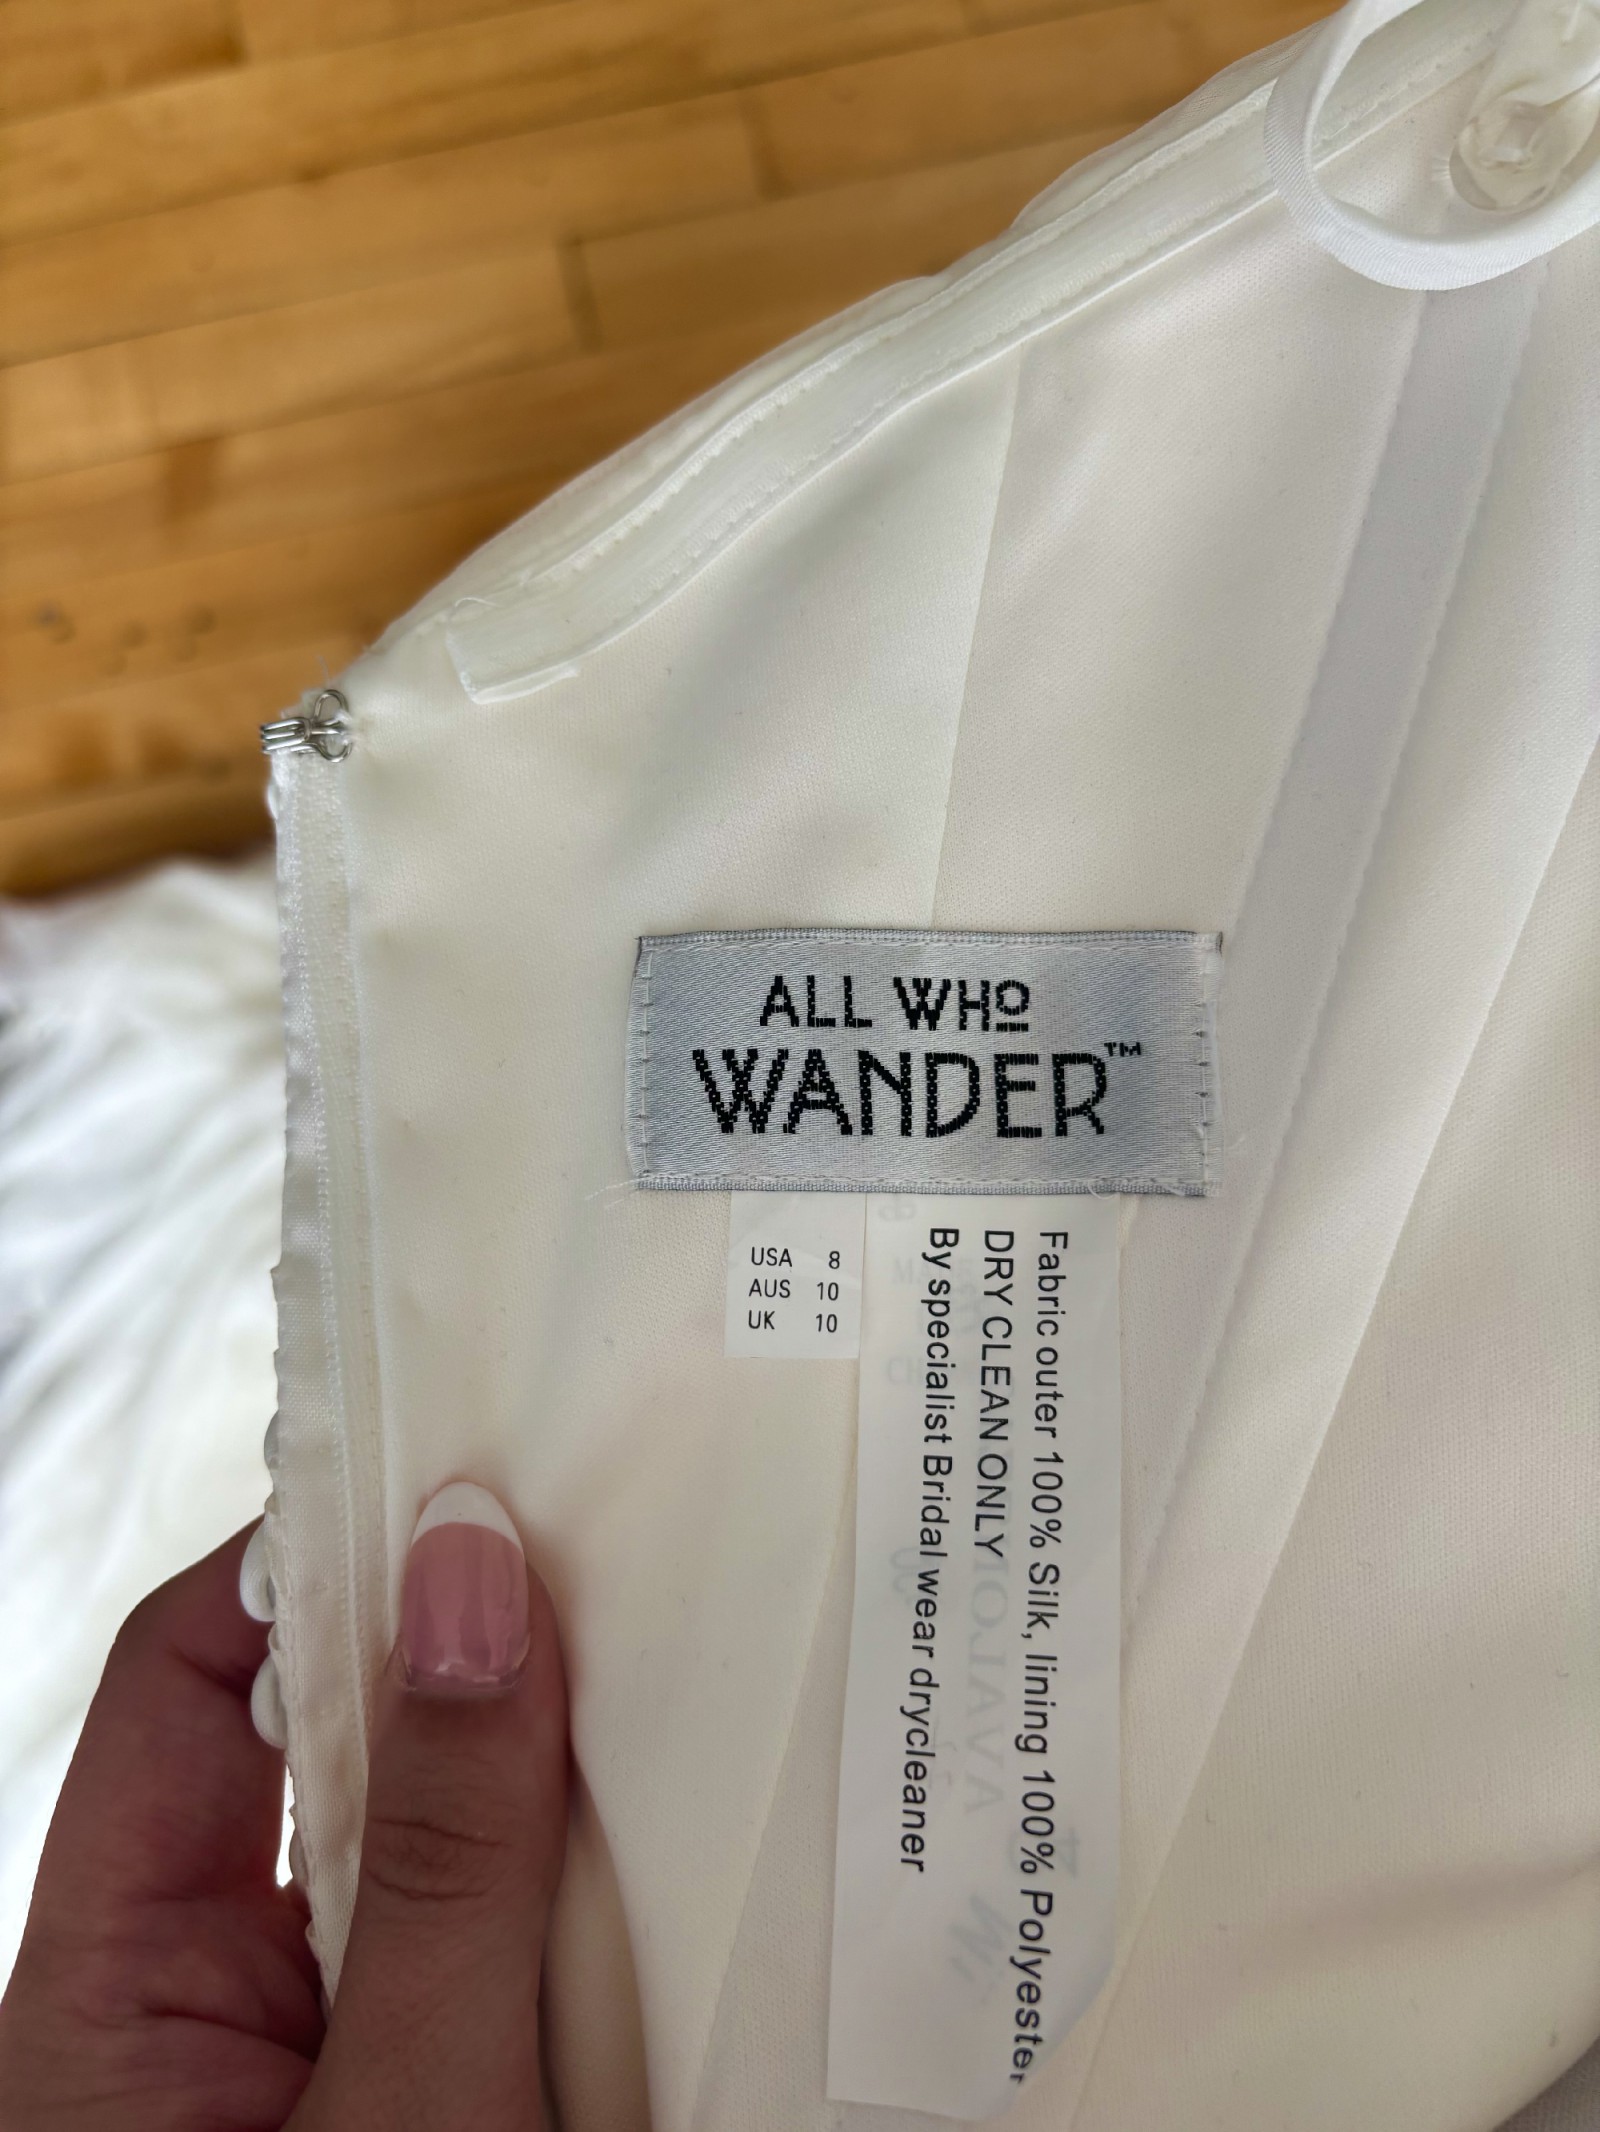 ALL WHO
WANDER™
USA 8
AUS 10
UK 10
Fabric outer 100% Silk, lining 100% Polyester
DRY CLEAN ONLY
By specialist Bridal wear drycleaner